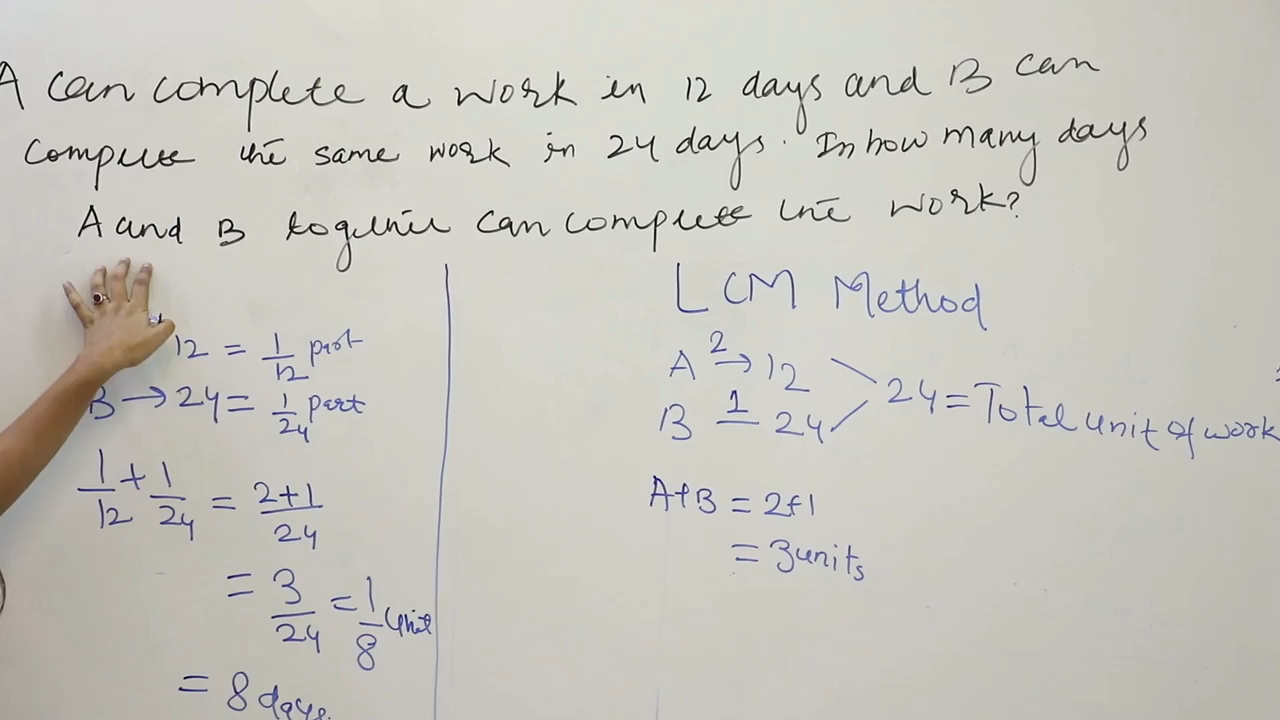 A can complete a work in 12 days and B can
complete the same work in 24 days. In how many days
A and B together can complete the work?
12 = 1/12 part
B → 24 = 1/24 part
1/12 + 1/24 = 2+1/24
= 3/24 = 1/8 unit
= 8 days
LCM Method
A 2→ 12
B 1— 24
24 = Total unit of work
A+B = 2+1
= 3 units